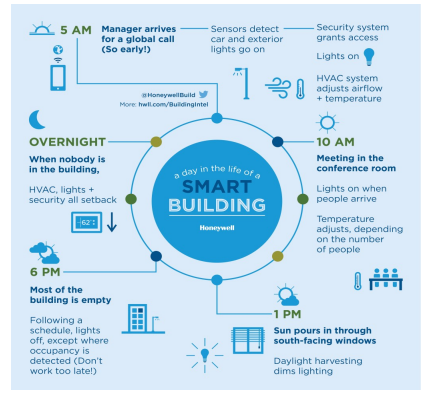 5 AM
Manager arrives
for a global call
(So early!)
Sensors detect
car and exterior
lights go on
Security system
grants access
Lights on
HVAC system
adjusts airflow
+ temperature
@HoneywellBuild
More: hwll.com/BuildingIntel
10 AM
Meeting in the
conference room
Lights on when
people arrive
Temperature
adjusts, depending
on the number
of people
1 PM
Sun pours in through
south-facing windows
Daylight harvesting
dims lighting
6 PM
Most of the
building is empty
Following a
schedule, lights
off, except where
occupancy is
detected (Don't
work too late!)
OVERNIGHT
When nobody is
in the building,
HVAC, lights +
security all setback
62°
a day in the life of a
SMART
BUILDING
Honeywell